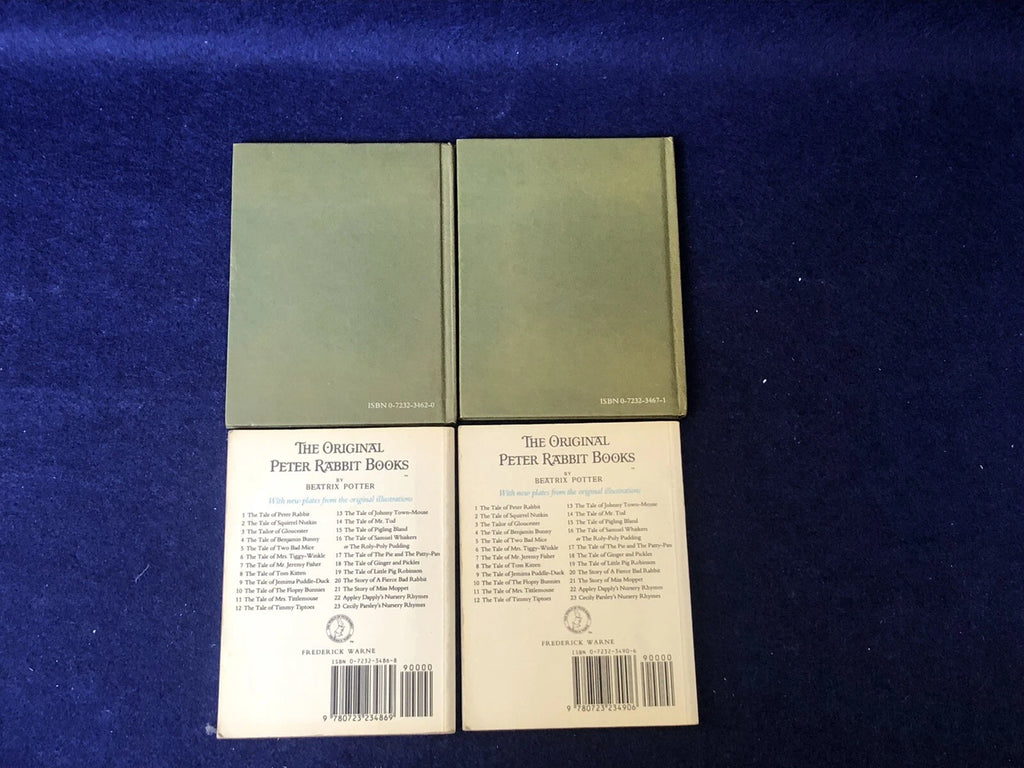 ISBN 0-7232-3462-0
ISBN 0-7232-3467-1
THE ORIGINAL
PETER RABBIT BOOKS™
BY
BEATRIX POTTER
With new plates from the original illustrations
1 The Tale of Peter Rabbit
2 The Tale of Squirrel Nutkin
3 The Tailor of Gloucester
4 The Tale of Benjamin Bunny
5 The Tale of Two Bad Mice
6 The Tale of Mrs. Tiggy-Winkle
7 The Tale of Mr. Jeremy Fisher
8 The Tale of Tom Kitten
9 The Tale of Jemima Puddle-Duck
10 The Tale of The Flopsy Bunnies
11 The Tale of Mrs. Tittlemouse
12 The Tale of Timmy Tiptoes
13 The Tale of Johnny Town-Mouse
14 The Tale of Mr. Tod
15 The Tale of Pigling Bland
16 The Tale of Samuel Whiskers
or The Roly-Poly Pudding
17 The Tale of The Pie and The Patty-Pan
18 The Tale of Ginger and Pickles
19 The Tale of Little Pig Robinson
20 The Story of A Fierce Bad Rabbit
21 The Story of Miss Moppet
22 Appley Dapply's Nursery Rhymes
23 Cecily Parsley's Nursery Rhymes
FREDERICK WARNE
ISBN 0-7232-3486-8
90000
9 780723 234869
THE ORIGINAL
PETER RABBIT BOOKS™
BY
BEATRIX POTTER
With new plates from the original illustrations
1 The Tale of Peter Rabbit
2 The Tale of Squirrel Nutkin
3 The Tailor of Gloucester
4 The Tale of Benjamin Bunny
5 The Tale of Two Bad Mice
6 The Tale of Mrs. Tiggy-Winkle
7 The Tale of Mr. Jeremy Fisher
8 The Tale of Tom Kitten
9 The Tale of Jemima Puddle-Duck
10 The Tale of The Flopsy Bunnies
11 The Tale of Mrs. Tittlemouse
12 The Tale of Timmy Tiptoes
13 The Tale of Johnny Town-Mouse
14 The Tale of Mr. Tod
15 The Tale of Pigling Bland
16 The Tale of Samuel Whiskers
or The Roly-Poly Pudding
17 The Tale of The Pie and The Patty-Pan
18 The Tale of Ginger and Pickles
19 The Tale of Little Pig Robinson
20 The Story of A Fierce Bad Rabbit
21 The Story of Miss Moppet
22 Appley Dapply's Nursery Rhymes
23 Cecily Parsley's Nursery Rhymes
FREDERICK WARNE
ISBN 0-7232-3490-6
90000
9 780723 234906